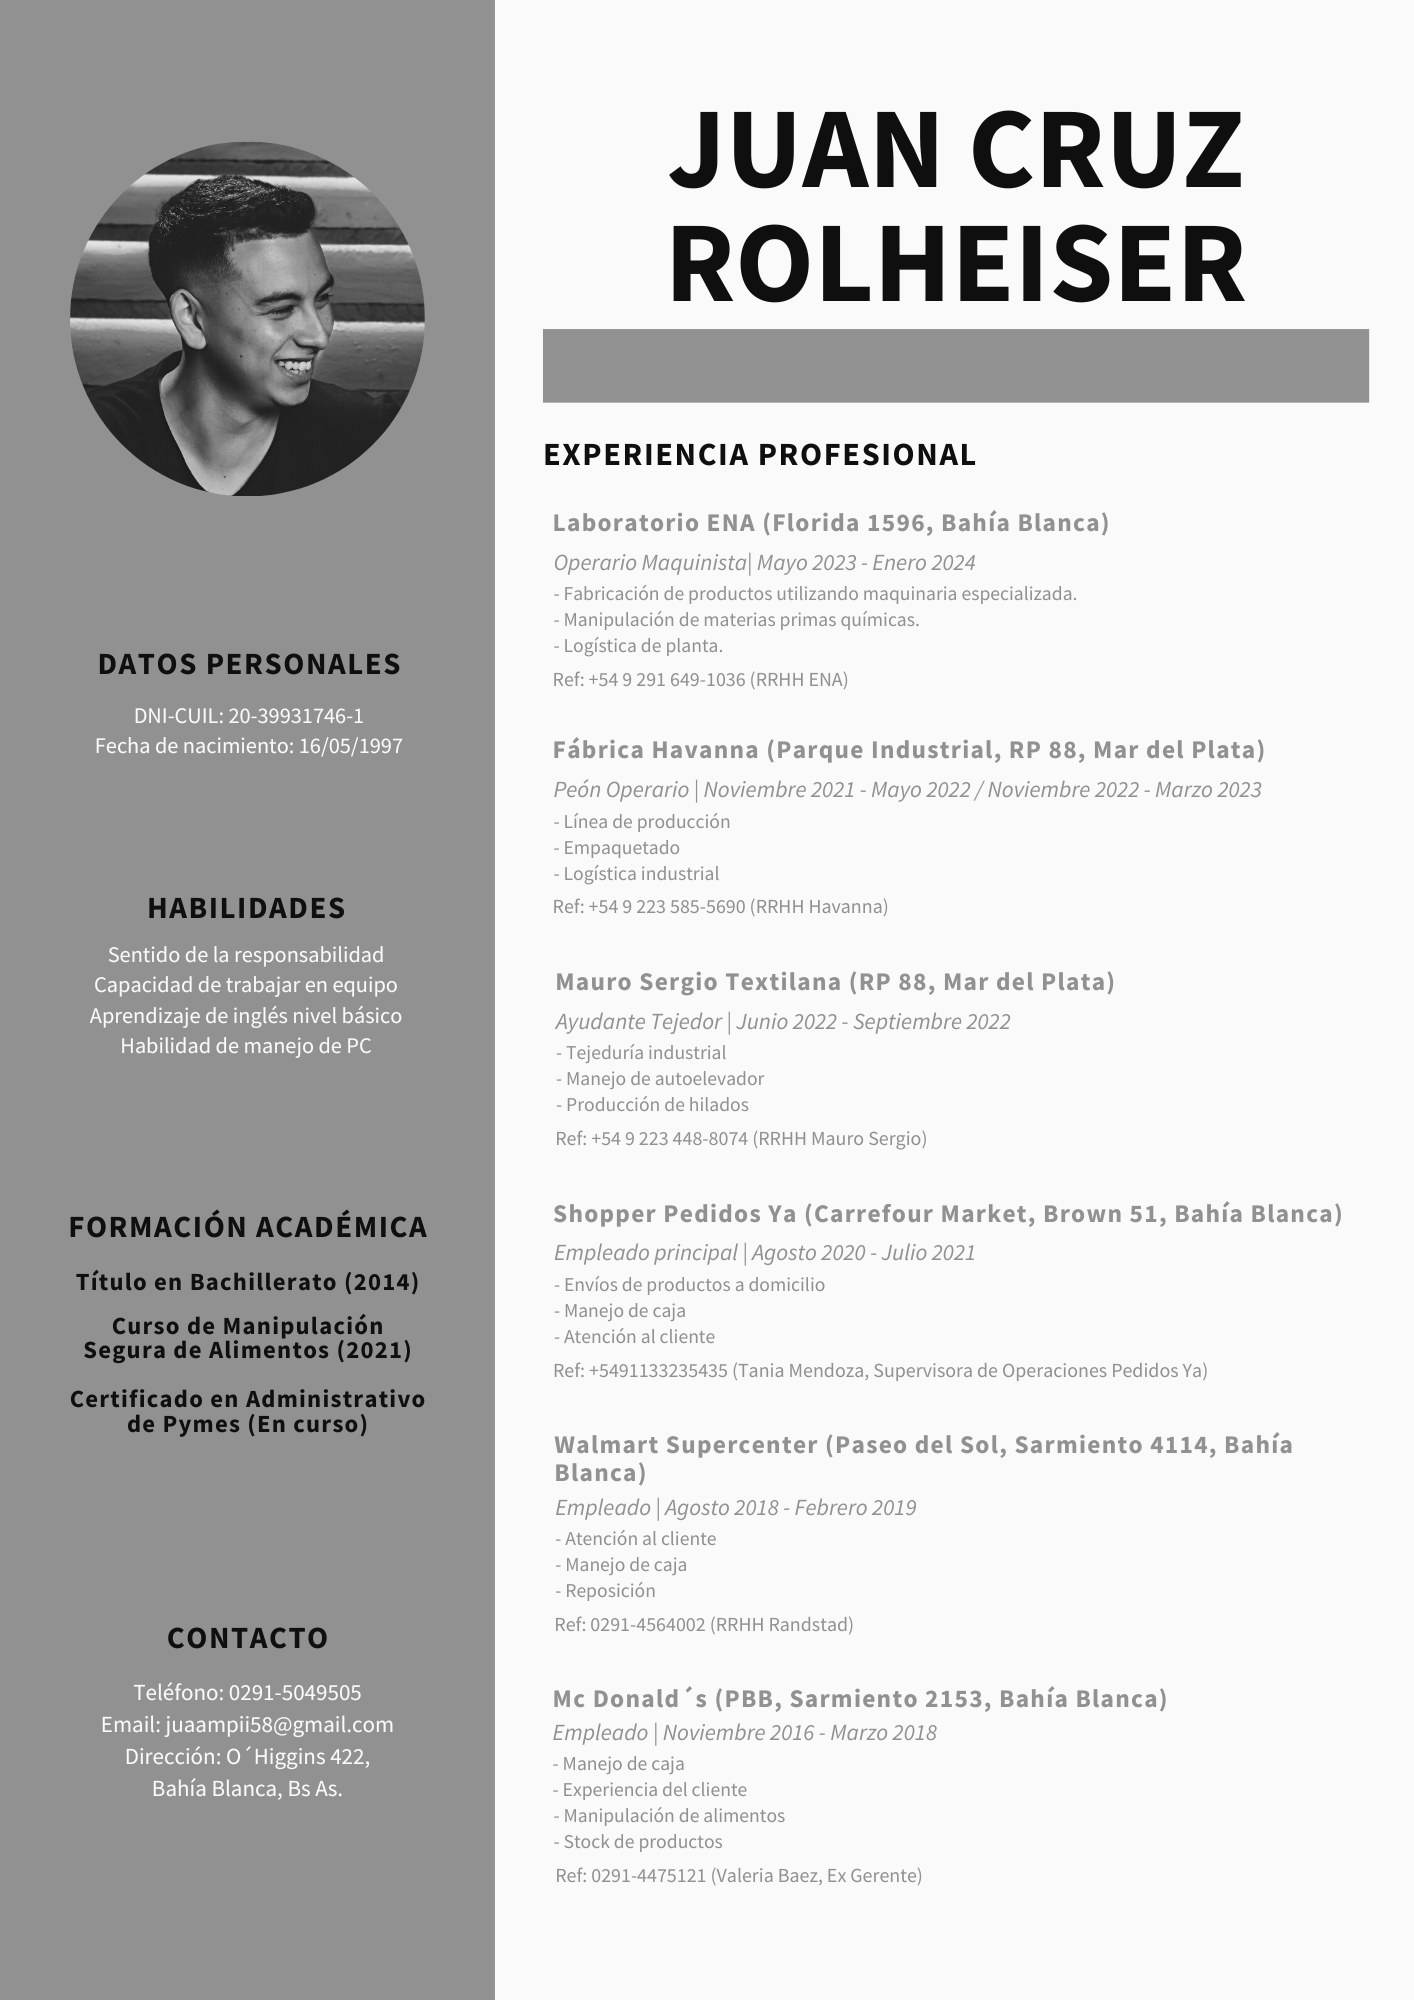 JUAN CRUZ
ROLHEISER
DATOS PERSONALES
DNI-CUIL: 20-39931746-1
Fecha de nacimiento: 16/05/1997
HABILIDADES
Sentido de la responsabilidad
Capacidad de trabajar en equipo
Aprendizaje de inglés nivel básico
Habilidad de manejo de PC
FORMACIÓN ACADÉMICA
Título en Bachillerato (2014)
Curso de Manipulación
Segura de Alimentos (2021)
Certificado en Administrativo
de Pymes (En curso)
CONTACTO
Teléfono: 0291-5049505
Email: juaampii58@gmail.com
Dirección: O´Higgins 422,
Bahía Blanca, Bs As.
EXPERIENCIA PROFESIONAL
Laboratorio ENA (Florida 1596, Bahía Blanca)
Operario Maquinista| Mayo 2023 - Enero 2024
- Fabricación de productos utilizando maquinaria especializada.
- Manipulación de materias primas químicas.
- Logística de planta.
Ref: +54 9 291 649-1036 (RRHH ENA)
Fábrica Havanna (Parque Industrial, RP 88, Mar del Plata)
Peón Operario | Noviembre 2021 - Mayo 2022 / Noviembre 2022 - Marzo 2023
- Línea de producción
- Empaquetado
- Logística industrial
Ref: +54 9 223 585-5690 (RRHH Havanna)
Mauro Sergio Textilana (RP 88, Mar del Plata)
Ayudante Tejedor | Junio 2022 - Septiembre 2022
- Tejeduría industrial
- Manejo de autoelevador
- Producción de hilados
Ref: +54 9 223 448-8074 (RRHH Mauro Sergio)
Shopper Pedidos Ya (Carrefour Market, Brown 51, Bahía Blanca)
Empleado principal | Agosto 2020 - Julio 2021
- Envíos de productos a domicilio
- Manejo de caja
- Atención al cliente
Ref: +5491133235435 (Tania Mendoza, Supervisora de Operaciones Pedidos Ya)
Walmart Supercenter (Paseo del Sol, Sarmiento 4114, Bahía
Blanca)
Empleado | Agosto 2018 - Febrero 2019
- Atención al cliente
- Manejo de caja
- Reposición
Ref: 0291-4564002 (RRHH Randstad)
Mc Donald´s (PBB, Sarmiento 2153, Bahía Blanca)
Empleado | Noviembre 2016 - Marzo 2018
- Manejo de caja
- Experiencia del cliente
- Manipulación de alimentos
- Stock de productos
Ref: 0291-4475121 (Valeria Baez, Ex Gerente)